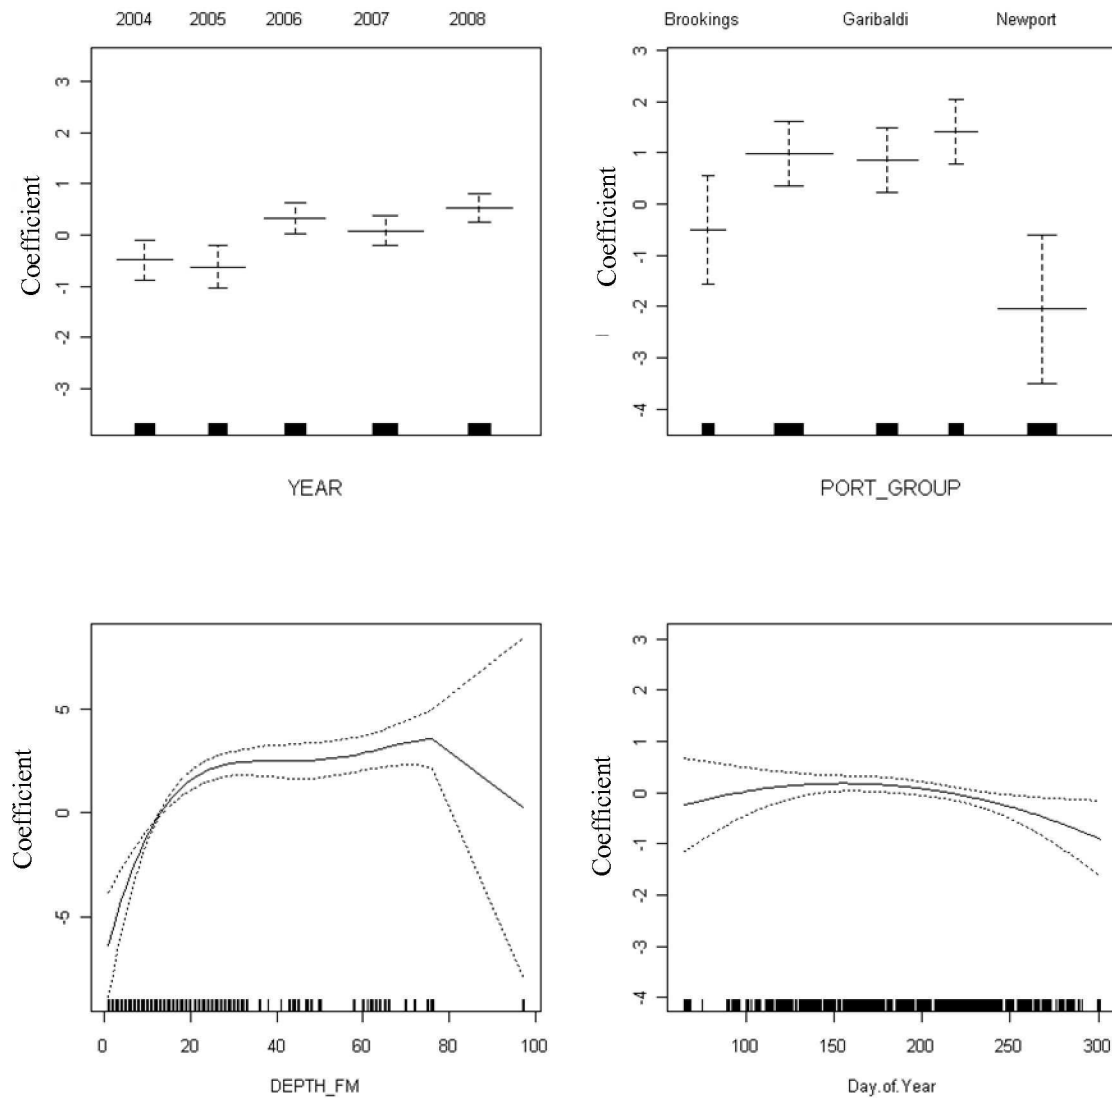 2004 2005 2006 2007 2008
3
2
1
0
-1
-2
-3
Coefficient
YEAR
Brookings Garibaldi Newport
3
2
1
0
-1
-2
-3
-4
Coefficient
PORT_GROUP
5
0
-5
Coefficient
0 20 40 60 80 100
DEPTH_FM
3
2
1
0
-1
-2
-3
-4
Coefficient
100 150 200 250 300
Day.of.Year